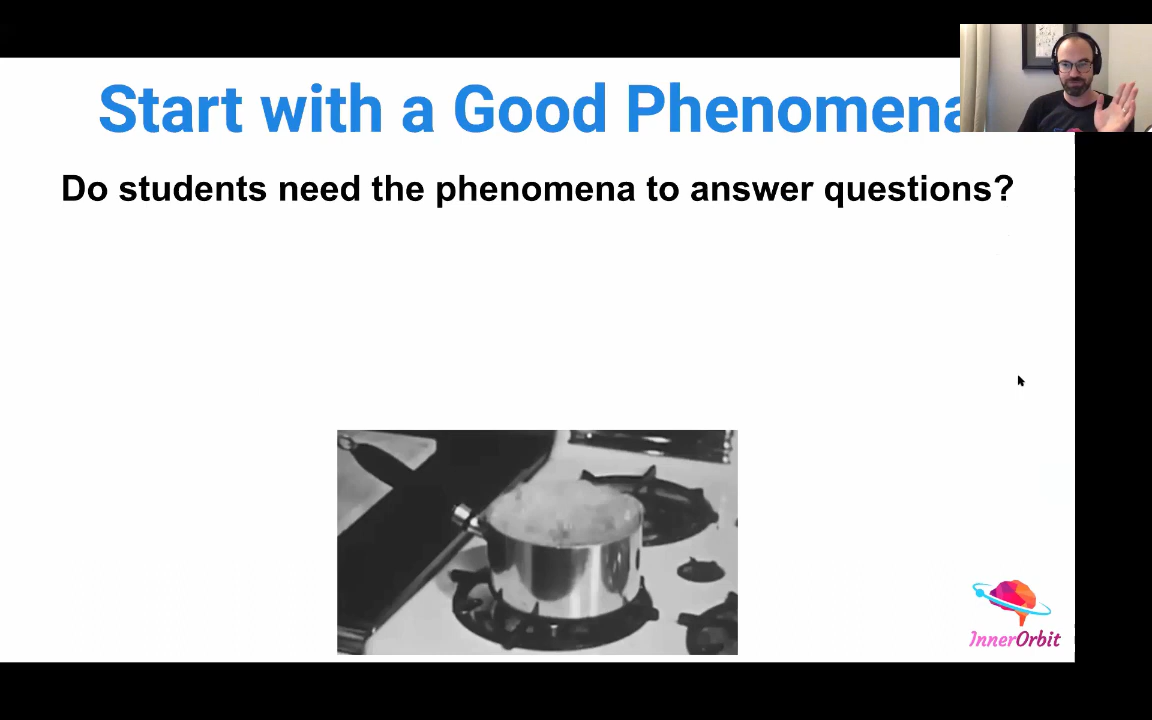 Start with a Good Phenomena
Do students need the phenomena to answer questions?
InnerOrbit